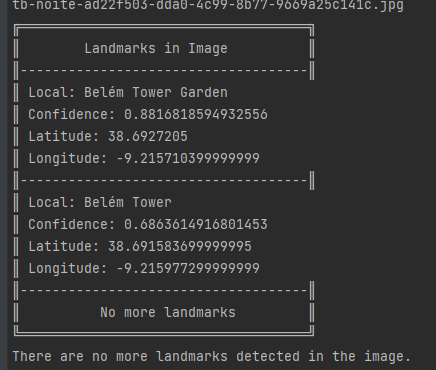 tb-noite-ad22f503-dda0-4c99-8b77-9669a25c141c.jpg
Landmarks in Image
Local: Belém Tower Garden
Confidence: 0.8816818594932556
Latitude: 38.6927205
Longitude: -9.215710399999999
Local: Belém Tower
Confidence: 0.6863614916801453
Latitude: 38.691583699999995
Longitude: -9.215977299999999
No more landmarks
There are no more landmarks detected in the image.